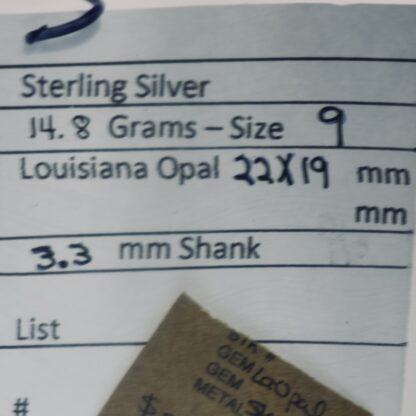 Sterling Silver
14.8 Grams – Size 9
Louisiana Opal 22X19 mm
mm
3.3 mm Shank
List
#
GEM LaOpal
GEM
METAL
$